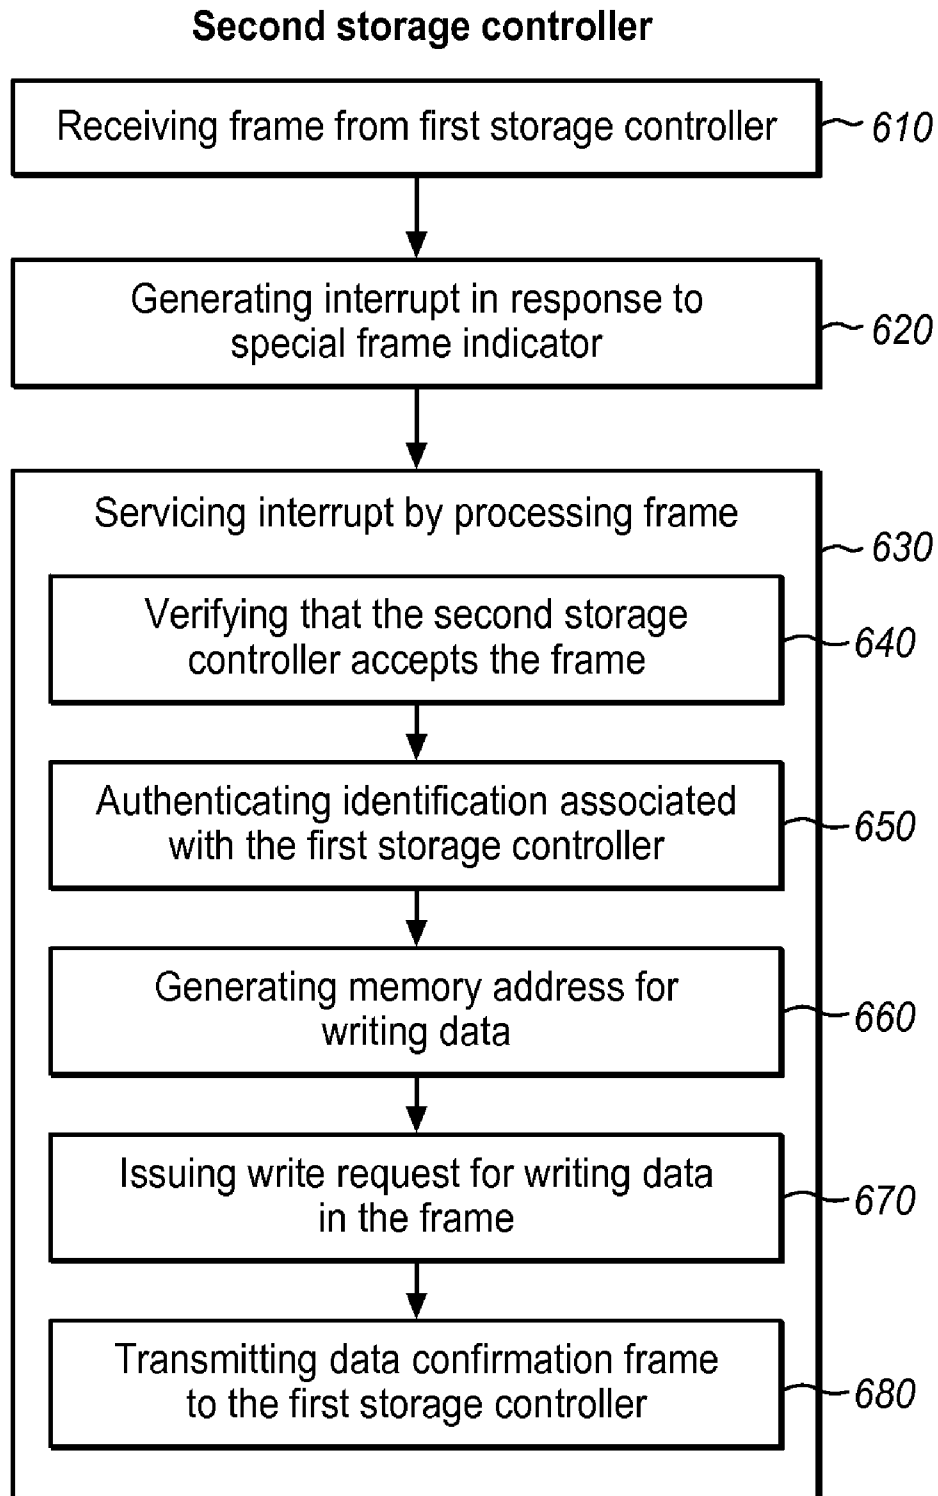 Second storage controller
Receiving frame from first storage controller
610
Generating interrupt in response to
special frame indicator
620
Servicing interrupt by processing frame
630
Verifying that the second storage
controller accepts the frame
640
Authenticating identification associated
with the first storage controller
650
Generating memory address for
writing data
660
Issuing write request for writing data
in the frame
670
Transmitting data confirmation frame
to the first storage controller
680